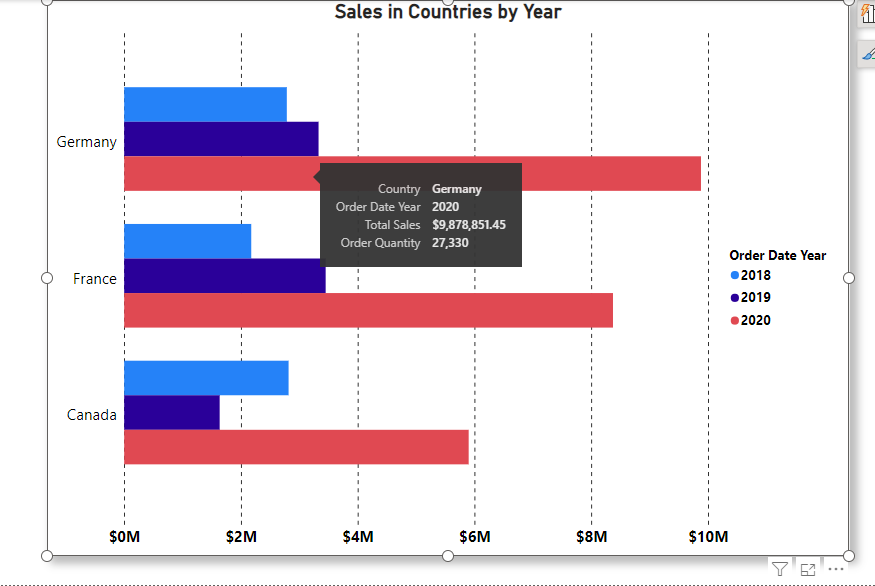 Sales in Countries by Year
Germany
Country Germany
Order Date Year 2020
Total Sales $9,878,851.45
Order Quantity 27,330
France
Canada
Order Date Year
2018
2019
2020
$0M $2M $4M $6M $8M $10M